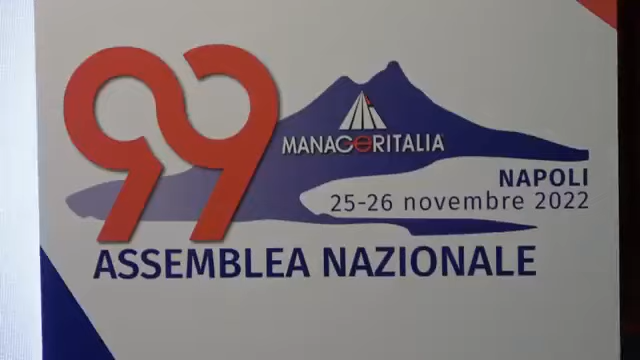 99
MANAGERITALIA
NAPOLI
25-26 novembre 2022
ASSEMBLEA NAZIONALE